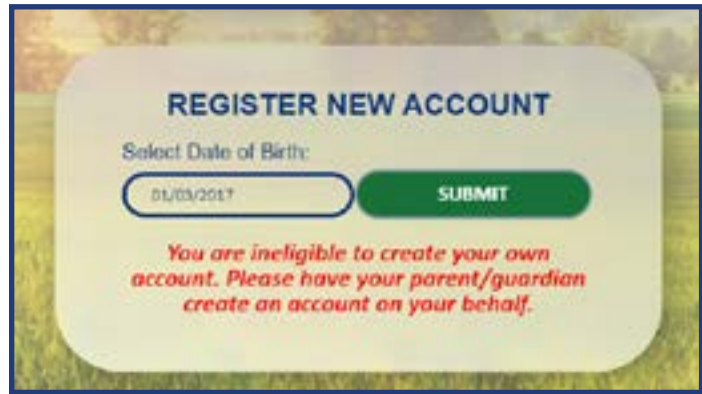 REGISTER NEW ACCOUNT
Select Date of Birth:
01/03/2017
SUBMIT
You are ineligible to create your own
account. Please have your parent/guardian
create an account on your behalf.